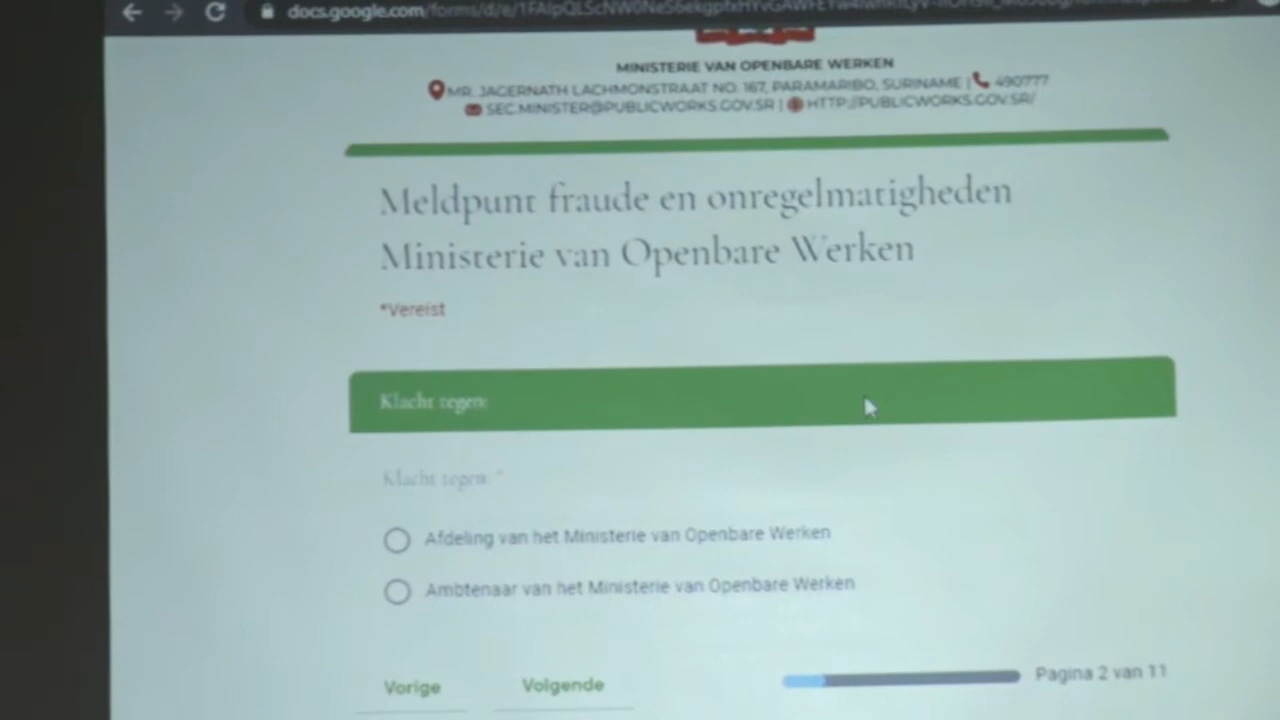 docs.google.com/forms/d/e/
MINISTERIE VAN OPENBARE WERKEN
MR. JAGERNATH LACHMONSTRAAT NO. 167, PARAMARIBO, SURINAME | 490777
SEC.MINISTER@PUBLICWORKS.GOV.SR | HTTP://PUBLICWORKS.GOV.SR/
Meldpunt fraude en onregelmatigheden
Ministerie van Openbare Werken
*Vereist
Klacht tegen:
Klacht tegen: *
Afdeling van het Ministerie van Openbare Werken
Ambtenaar van het Ministerie van Openbare Werken
Vorige Volgende Pagina 2 van 11